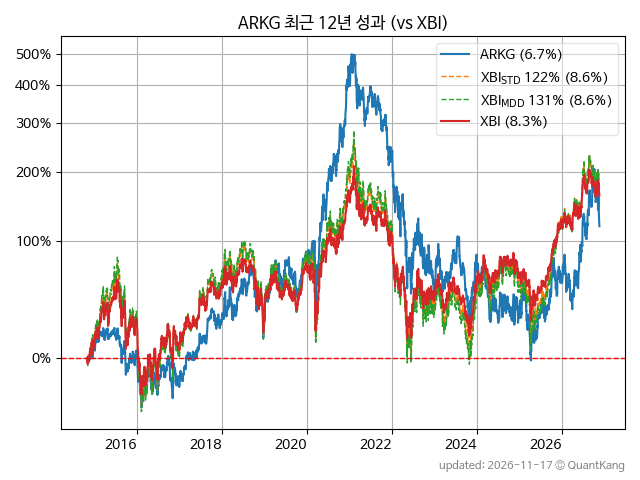 ARKG 최근 12년 성과 (vs XBI)
500%
400%
300%
200%
100%
0%
ARKG (6.7%)
XBI_STD 122% (8.6%)
XBI_MDD 131% (8.6%)
XBI (8.3%)
2016 2018 2020 2022 2024 2026
updated: 2026-11-17 © QuantKang